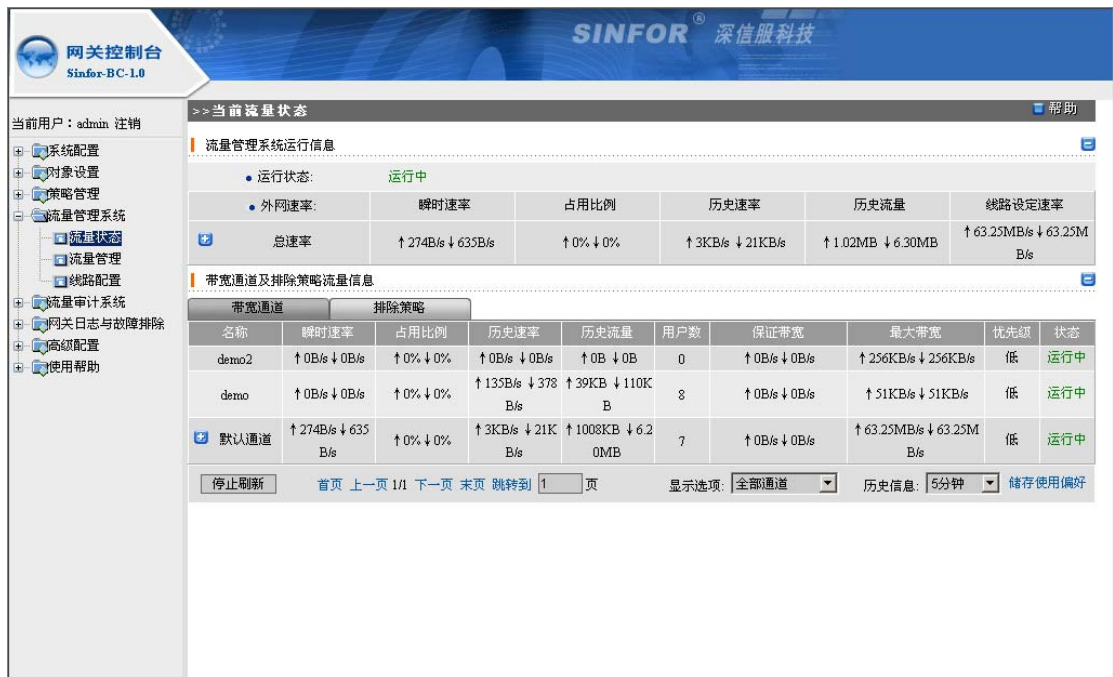 SINFOR® 深信服科技
网关控制台
Sinfor-BC-1.0
当前用户：admin 注销
系统配置
对象设置
策略管理
流量管理系统
流量状态
流量管理
线路配置
流量审计系统
网关日志与故障排除
高级配置
使用帮助
>>当前流量状态 帮助
流量管理系统运行信息
运行状态: 运行中
外网速率: 瞬时速率 占用比例 历史速率 历史流量 线路设定速率
总速率 ↑274B/s↓635B/s ↑0%↓0% ↑3KB/s ↓21KB/s ↑1.02MB ↓6.30MB ↑63.25MB/s↓63.25M
B/s
带宽通道及排除策略流量信息
带宽通道 排除策略
名称 瞬时速率 占用比例 历史速率 历史流量 用户数 保证带宽 最大带宽 优先级 状态
demo2 ↑0B/s↓0B/s ↑0%↓0% ↑0B/s ↓0B/s ↑0B ↓0B 0 ↑0B/s↓0B/s ↑256KB/s↓256KB/s 低 运行中
demo ↑0B/s↓0B/s ↑0%↓0% ↑135B/s ↓378 ↑39KB ↓110K 8 ↑0B/s↓0B/s ↑51KB/s↓51KB/s 低 运行中
B/s B
默认通道 ↑274B/s↓635 ↑0%↓0% ↑3KB/s ↓21K ↑1008KB ↓6.2 7 ↑0B/s↓0B/s ↑63.25MB/s↓63.25M 低 运行中
B/s B/s 0MB B/s
停止刷新 首页 上一页 1/1 下一页 末页 跳转到 1 页 显示选项: 全部通道 历史信息: 5分钟 储存使用偏好